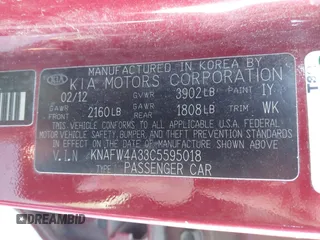 MANUFACTURED IN KOREA BY
KIA KIA MOTORS CORPORATION
02/12 GVWR 3902LB PAINT IY
GAWR FRONT 2160LB GAWR REAR 1808LB TRIM WK
THIS VEHICLE CONFORMS TO ALL APPLICABLE U.S.A FEDERAL
MOTOR VEHICLE SAFETY, BUMPER, AND THEFT PREVENTION STANDARDS
IN EFFECT ON THE DATE OF MANUFACTURE SHOWN ABOVE.
V.I.N KNAFW4A33C5595018
TYPE: PASSENGER CAR
DREAMBID